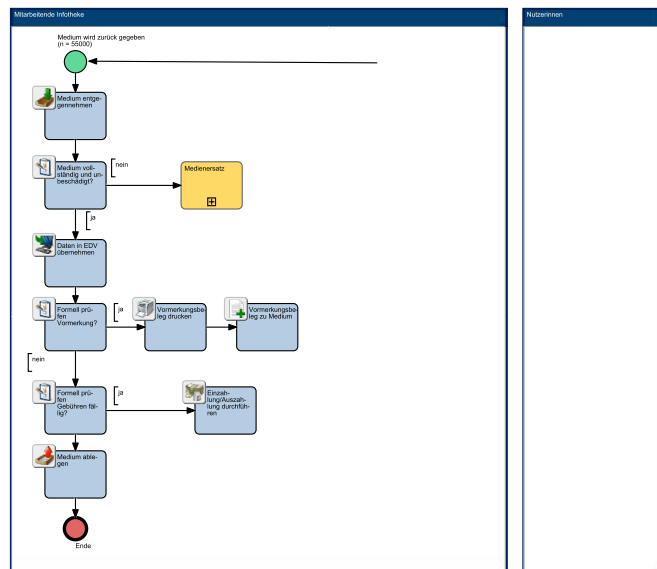 Mitarbeitende Infotheke
Nutzerinnen
Medium wird zurück gegeben
(n = 55000)
Medium entge-
gennehmen
Medium voll-
ständig und un-
beschädigt?
nein
Medienersatz
ja
Daten in EDV
übernehmen
Formell prü-
fen
Vormerkung?
ja
Vormerkungsbe-
leg drucken
Vormerkungsbe-
leg zu Medium
nein
Formell prü-
fen
Gebühren fäl-
lig?
ja
Einzah-
lung/Auszah-
lung durchfüh-
ren
Medium able-
gen
Ende